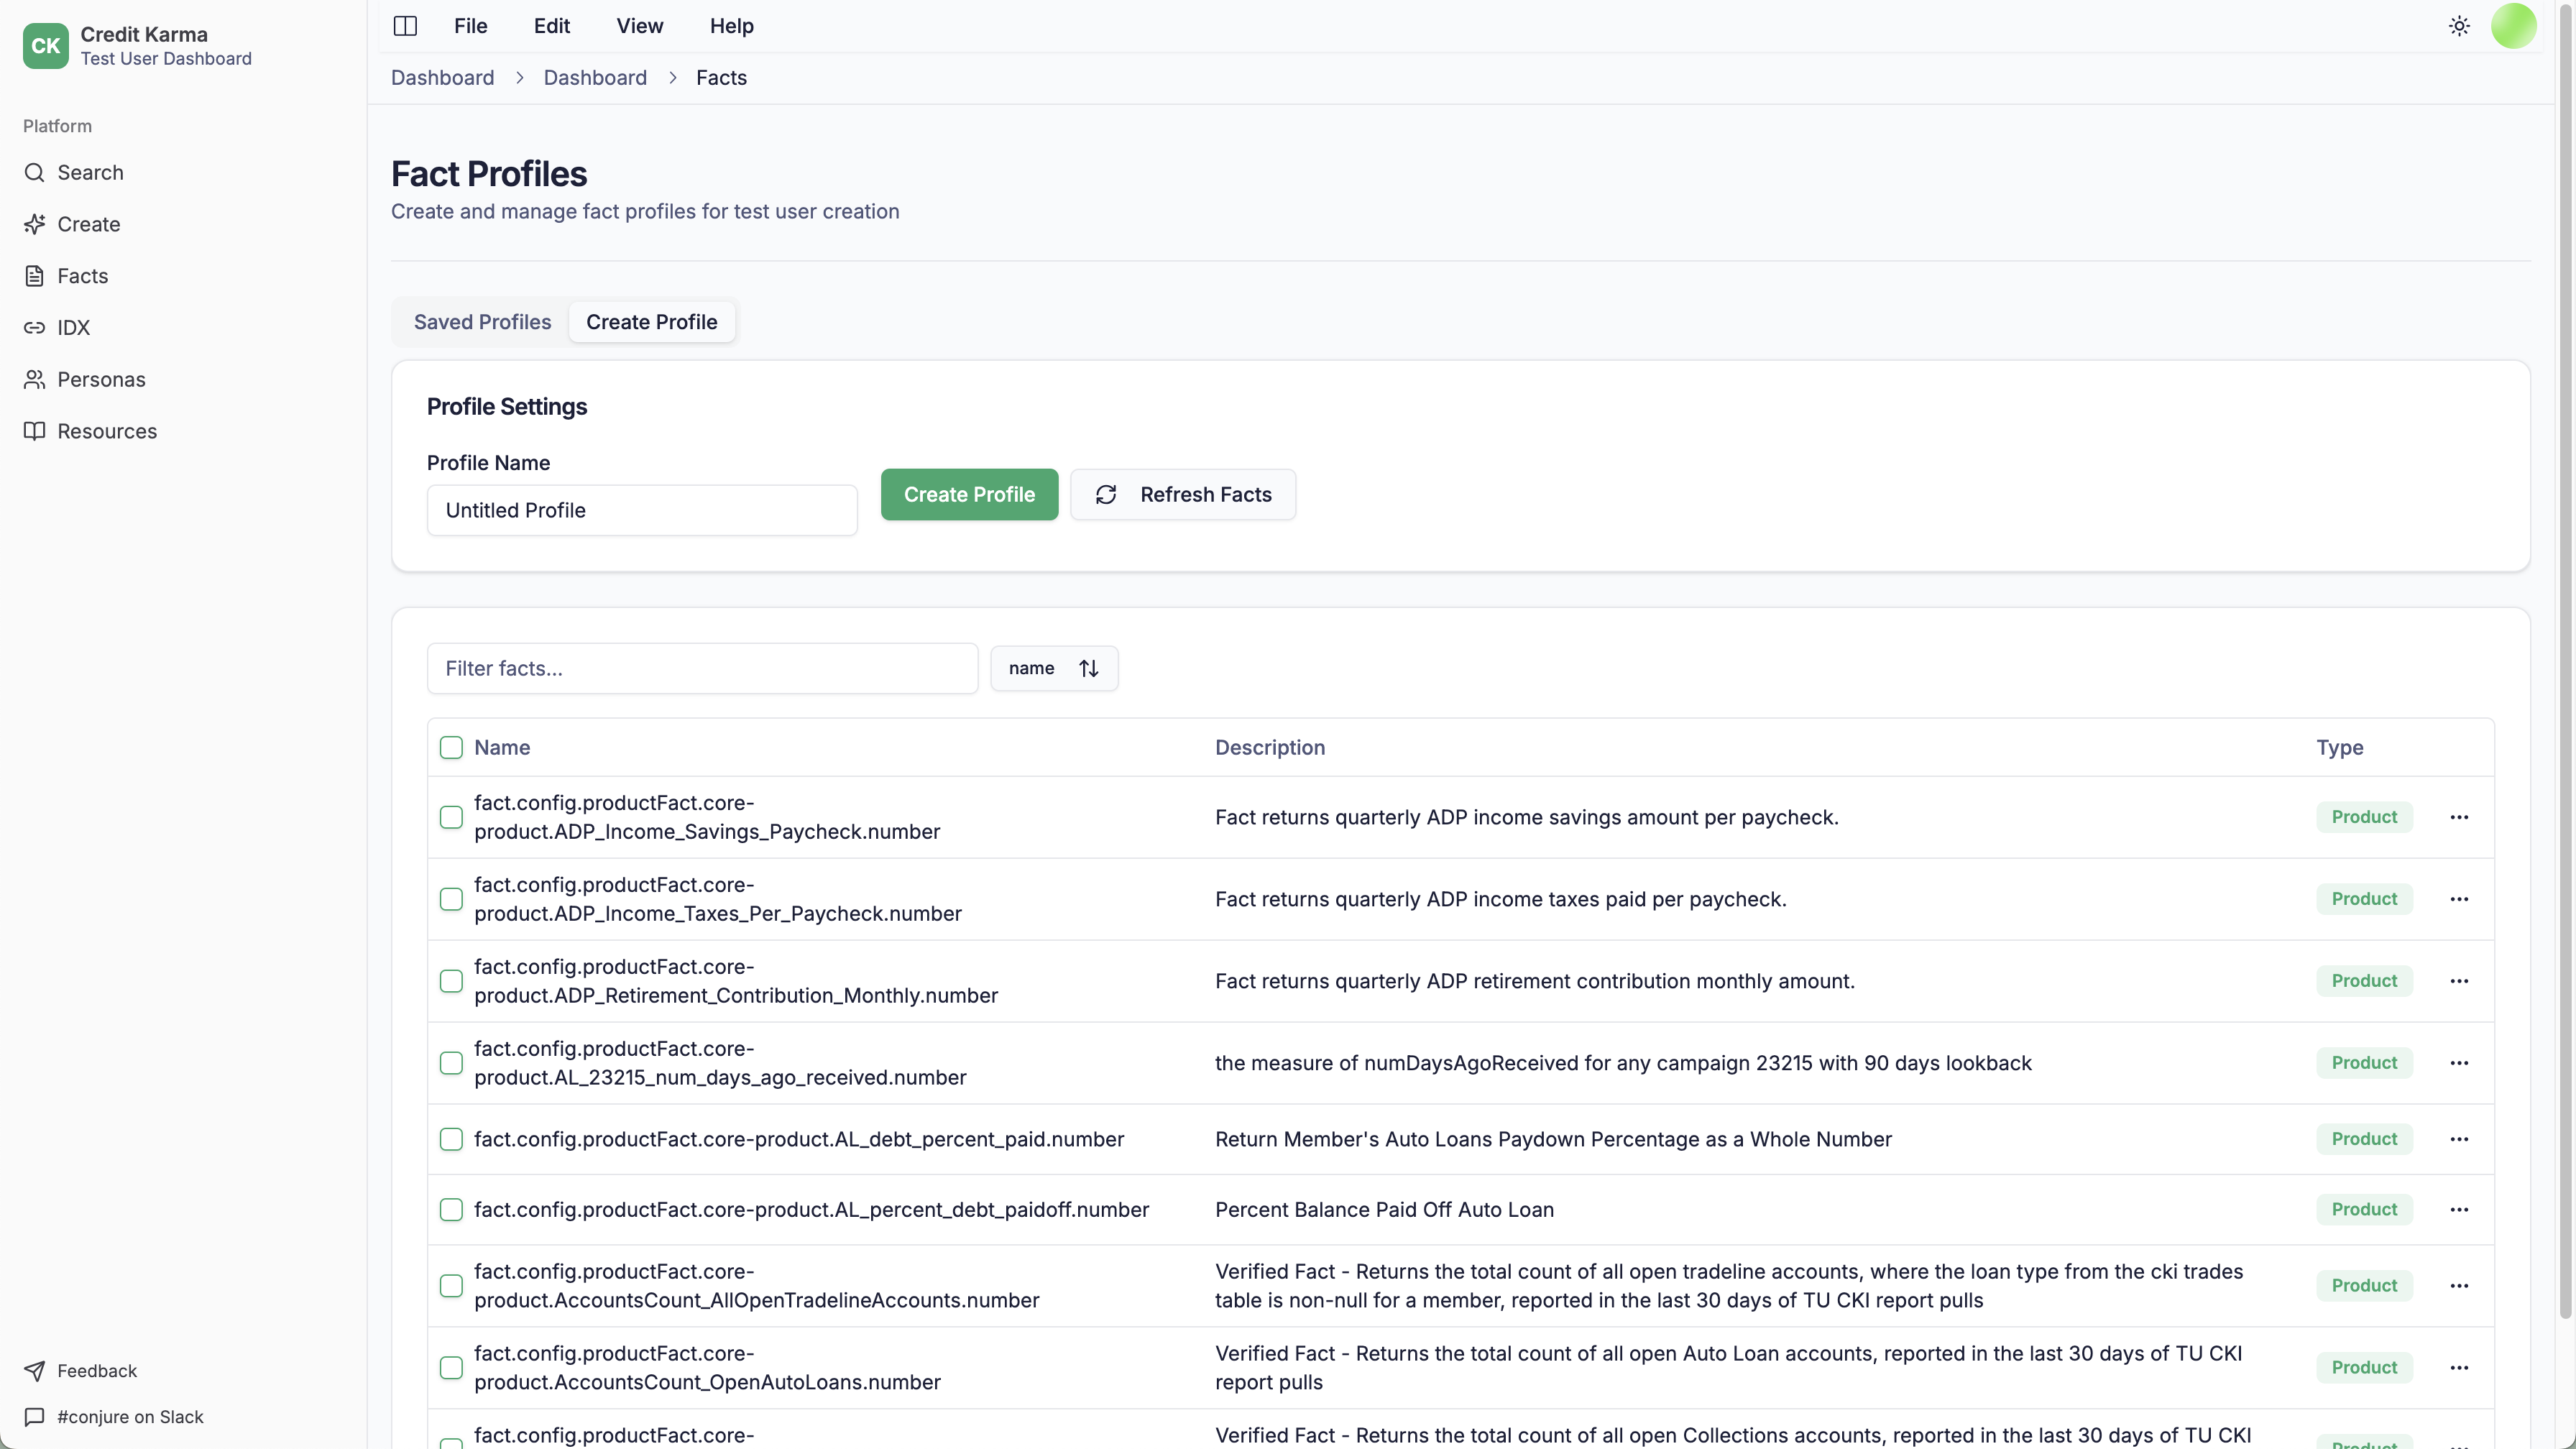 CK
Credit Karma
Test User Dashboard
Platform
Search
Create
Facts
IDX
Personas
Resources
Feedback
#conjure on Slack
File Edit View Help
Dashboard > Dashboard > Facts
Fact Profiles
Create and manage fact profiles for test user creation
Saved Profiles Create Profile
Profile Settings
Profile Name
Untitled Profile
Create Profile
Refresh Facts
Filter facts...
name
Name Description Type
fact.config.productFact.core-
product.ADP_Income_Savings_Paycheck.number
Fact returns quarterly ADP income savings amount per paycheck.
Product
fact.config.productFact.core-
product.ADP_Income_Taxes_Per_Paycheck.number
Fact returns quarterly ADP income taxes paid per paycheck.
Product
fact.config.productFact.core-
product.ADP_Retirement_Contribution_Monthly.number
Fact returns quarterly ADP retirement contribution monthly amount.
Product
fact.config.productFact.core-
product.AL_23215_num_days_ago_received.number
the measure of numDaysAgoReceived for any campaign 23215 with 90 days lookback
Product
fact.config.productFact.core-product.AL_debt_percent_paid.number
Return Member's Auto Loans Paydown Percentage as a Whole Number
Product
fact.config.productFact.core-product.AL_percent_debt_paidoff.number
Percent Balance Paid Off Auto Loan
Product
fact.config.productFact.core-
product.AccountsCount_AllOpenTradelineAccounts.number
Verified Fact - Returns the total count of all open tradeline accounts, where the loan type from the cki trades
table is non-null for a member, reported in the last 30 days of TU CKI report pulls
Product
fact.config.productFact.core-
product.AccountsCount_OpenAutoLoans.number
Verified Fact - Returns the total count of all open Auto Loan accounts, reported in the last 30 days of TU CKI
report pulls
Product
fact.config.productFact.core-
Verified Fact - Returns the total count of all open Collections accounts, reported in the last 30 days of TU CKI
Product